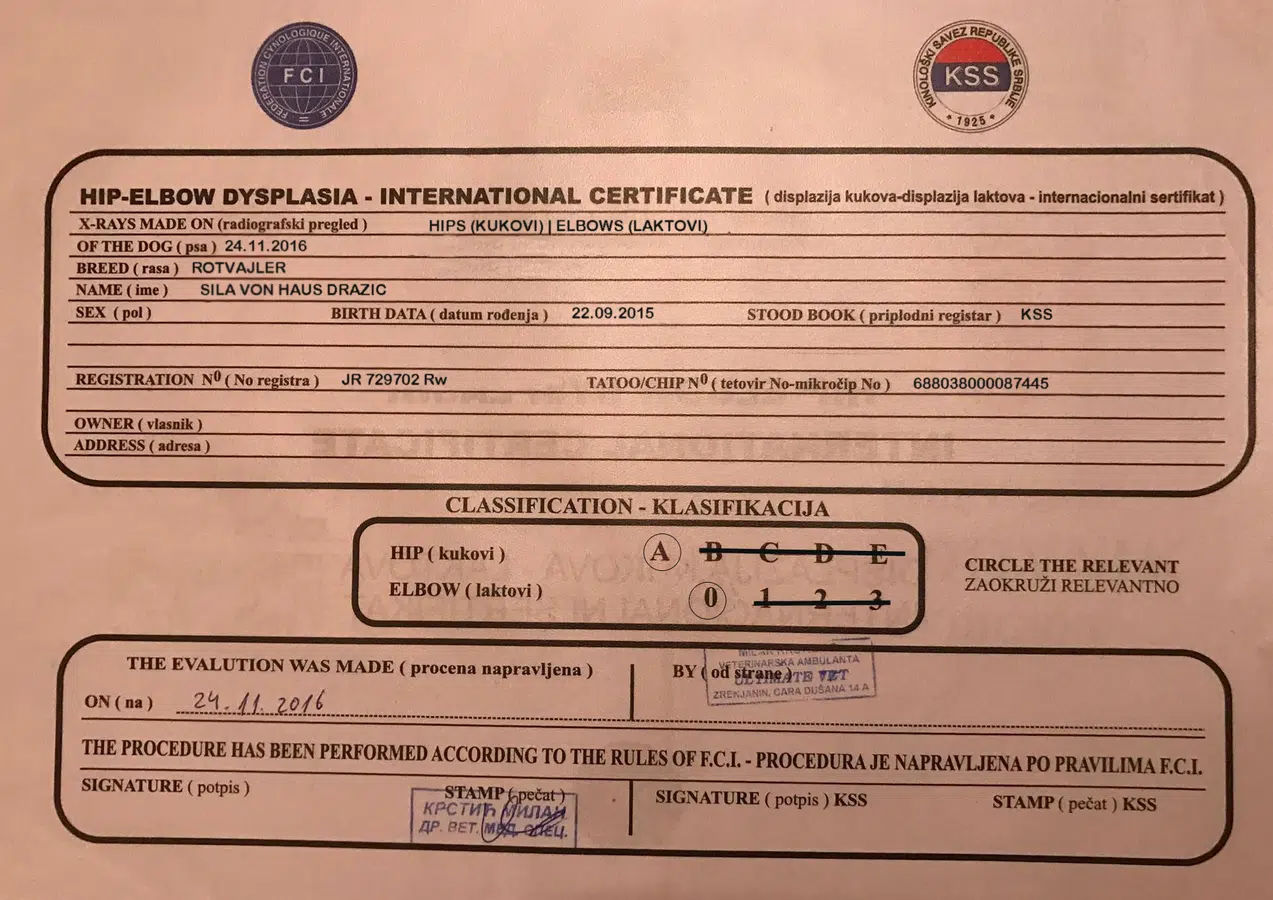 FEDERATION CYNOLOGIQUE INTERNATIONALE
FCI
KINOLOŠKI SAVEZ REPUBLIKE SRBIJE
KSS
1925
HIP-ELBOW DYSPLASIA - INTERNATIONAL CERTIFICATE ( displazija kukova-displazija laktova - internacionalni sertifikat )
X-RAYS MADE ON (radiografski pregled ) HIPS (KUKOVI) | ELBOWS (LAKTOVI)
OF THE DOG ( psa ) 24.11.2016
BREED ( rasa ) ROTVAJLER
NAME ( ime ) SILA VON HAUS DRAZIC
SEX ( pol ) BIRTH DATA ( datum rođenja ) 22.09.2015 STOOD BOOK ( priplodni registar ) KSS
REGISTRATION Nº ( No registra ) JR 729702 Rw TATOO/CHIP Nº ( tetovir No-mikročip No ) 688038000087445
OWNER ( vlasnik )
ADDRESS ( adresa )
CLASSIFICATION - KLASIFIKACIJA
HIP ( kukovi ) A B C D E
ELBOW ( laktovi ) 0 1 2 3
CIRCLE THE RELEVANT
ZAOKRUŽI RELEVANTNO
THE EVALUTION WAS MADE ( procena napravljena ) BY ( od strane )
VETERINARSKA AMBULANTA
ULTIMATE VET
ZRENJANIN, CARA DUŠANA 14 A
ON ( na ) 24.11.2016
THE PROCEDURE HAS BEEN PERFORMED ACCORDING TO THE RULES OF F.C.I. - PROCEDURA JE NAPRAVLJENA PO PRAVILIMA F.C.I.
SIGNATURE ( potpis ) STAMP ( pečat ) SIGNATURE ( potpis ) KSS STAMP ( pečat ) KSS
КРСТИЋ МИЛАН
ДР. ВЕТ. МЕД. СПЕЦ.